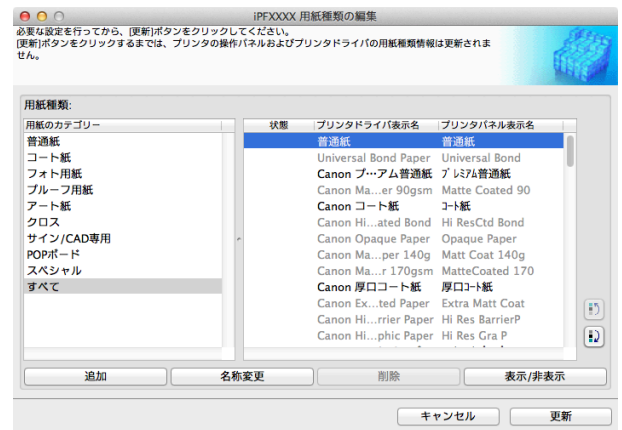 iPFXXXX 用紙種類の編集
必要な設定を行ってから、[更新]ボタンをクリックしてください。
[更新]ボタンをクリックするまでは、プリンタの操作パネルおよびプリンタドライバの用紙種類情報は更新されま
せん。
用紙種類:
用紙のカテゴリー
普通紙
コート紙
フォト用紙
プルーフ用紙
アート紙
クロス
サイン/CAD専用
POPボード
スペシャル
すべて
状態 プリンタドライバ表示名 プリンタパネル表示名
普通紙 普通紙
Universal Bond Paper Universal Bond
Canon プ…アム普通紙 プレミアム普通紙
Canon Ma…er 90gsm Matte Coated 90
Canon コート紙 コート紙
Canon Hi…ated Bond Hi ResCtd Bond
Canon Opaque Paper Opaque Paper
Canon Ma…per 140g Matt Coat 140g
Canon Ma…r 170gsm MatteCoated 170
Canon 厚口コート紙 厚口コート紙
Canon Ex…ted Paper Extra Matt Coat
Canon Hi…rrier Paper Hi Res BarrierP
Canon Hi…phic Paper Hi Res Gra P
追加 名称変更 削除 表示/非表示
キャンセル 更新